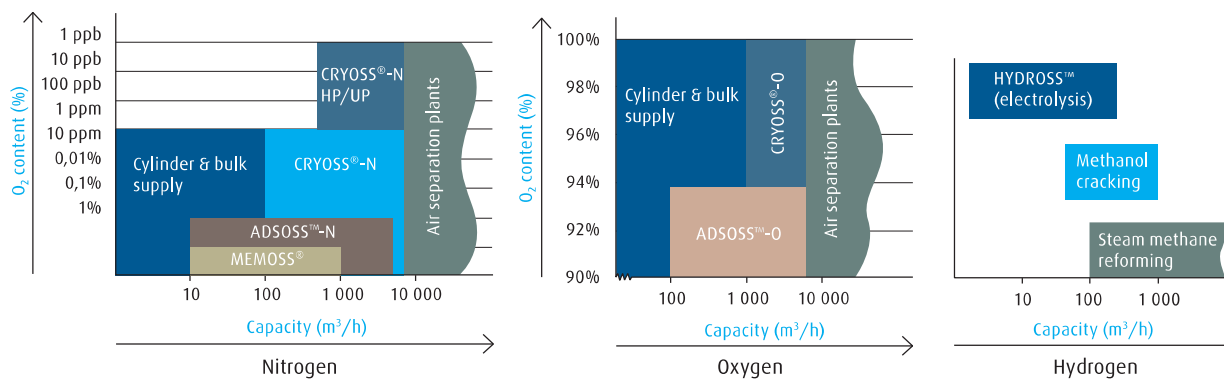 O₂ content (%)
1 ppb
10 ppb
100 ppb
1 ppm
10 ppm
0,01%
0,1%
1%
CRYOSS®-N
HP/UP
Cylinder & bulk
supply
CRYOSS®-N
ADSOSS™-N
MEMOSS®
Air separation plants
10
100
1 000
10 000
Capacity (m³/h)
Nitrogen
O₂ content (%)
100%
98%
96%
94%
92%
90%
Cylinder & bulk
supply
CRYOSS®-O
ADSOSS™-O
Air separation plants
100
1 000
10 000
Capacity (m³/h)
Oxygen
HYDROSS™
(electrolysis)
Methanol
cracking
Steam methane
reforming
10
100
1 000
Capacity (m³/h)
Hydrogen